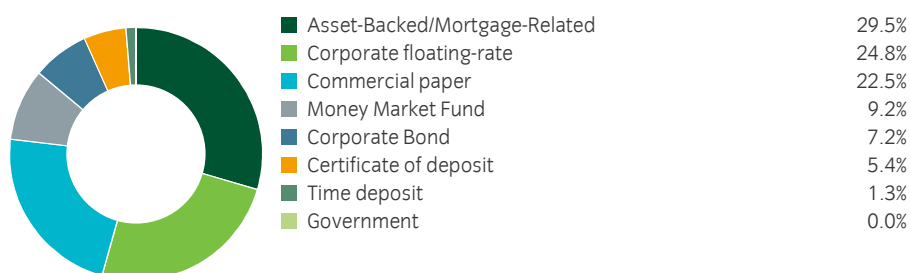 Asset-Backed/Mortgage-Related 29.5%
Corporate floating-rate 24.8%
Commercial paper 22.5%
Money Market Fund 9.2%
Corporate Bond 7.2%
Certificate of deposit 5.4%
Time deposit 1.3%
Government 0.0%